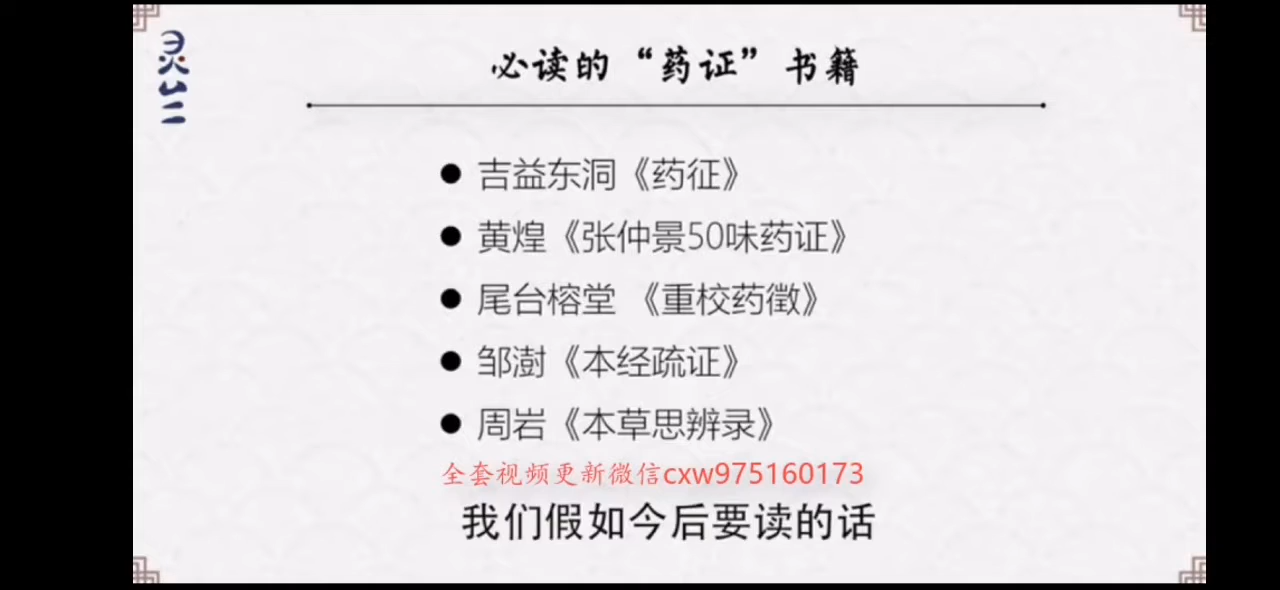 必读的“药证”书籍
● 吉益东洞《药征》
● 黄煌《张仲景50味药证》
● 尾台榕堂 《重校药徵》
● 邹澍《本经疏证》
● 周岩《本草思辨录》
全套视频更新微信cxw975160173
我们假如今后要读的话